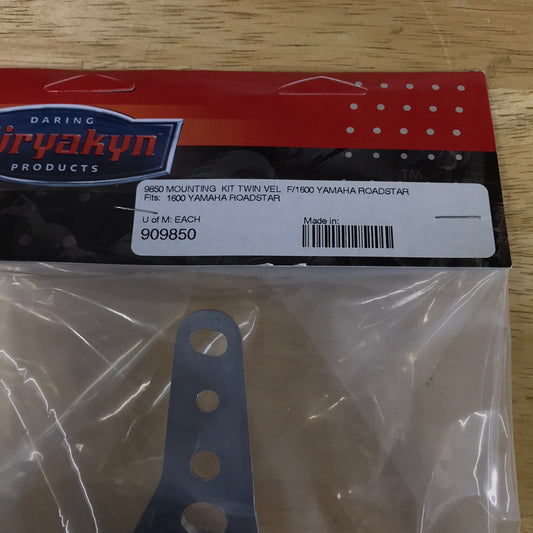 DARING
üryakyn
PRODUCTS
TM
9850 MOUNTING KIT TWIN VEL F/1600 YAMAHA ROADSTAR
Fits: 1600 YAMAHA ROADSTAR
U of M: EACH
Made in:
909850